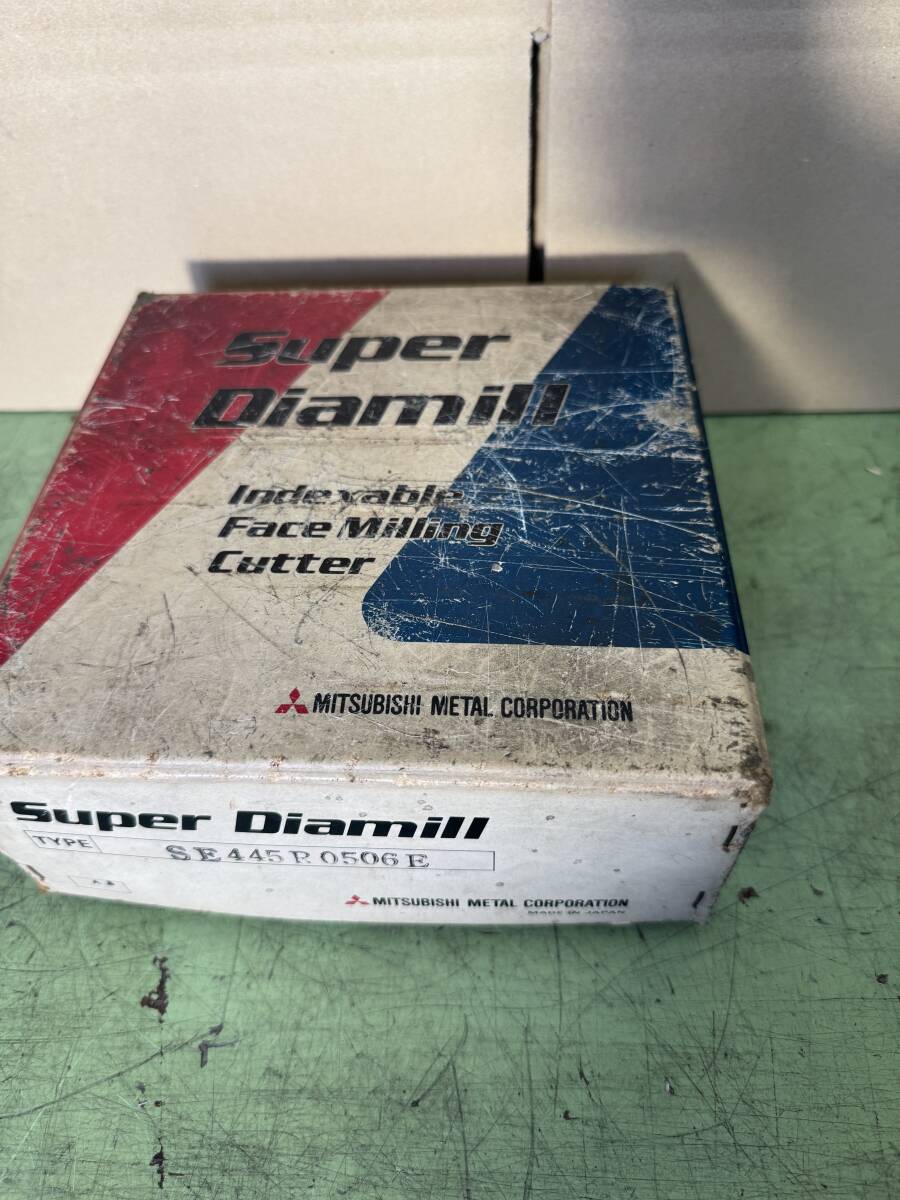 Super
Diamill
Indexable
Face Milling
Cutter
MITSUBISHI METAL CORPORATION
Super Diamill
TYPE SE445R0506E
MITSUBISHI METAL CORPORATION
MADE IN JAPAN